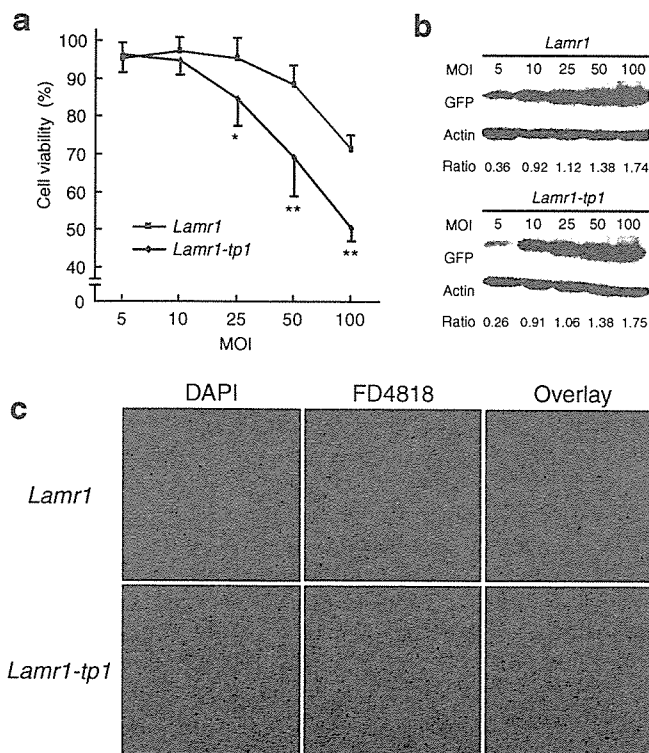 a
Cell viability (%)
100
90
80
70
60
50
40
0
*
**
**
Lamr1
Lamr1-tp1
5 10 25 50 100
MOI
b
Lamr1
MOI 5 10 25 50 100
GFP
Actin
Ratio 0.36 0.92 1.12 1.38 1.74
Lamr1-tp1
MOI 5 10 25 50 100
GFP
Actin
Ratio 0.26 0.91 1.06 1.38 1.75
c
DAPI FD4818 Overlay
Lamr1
Lamr1-tp1